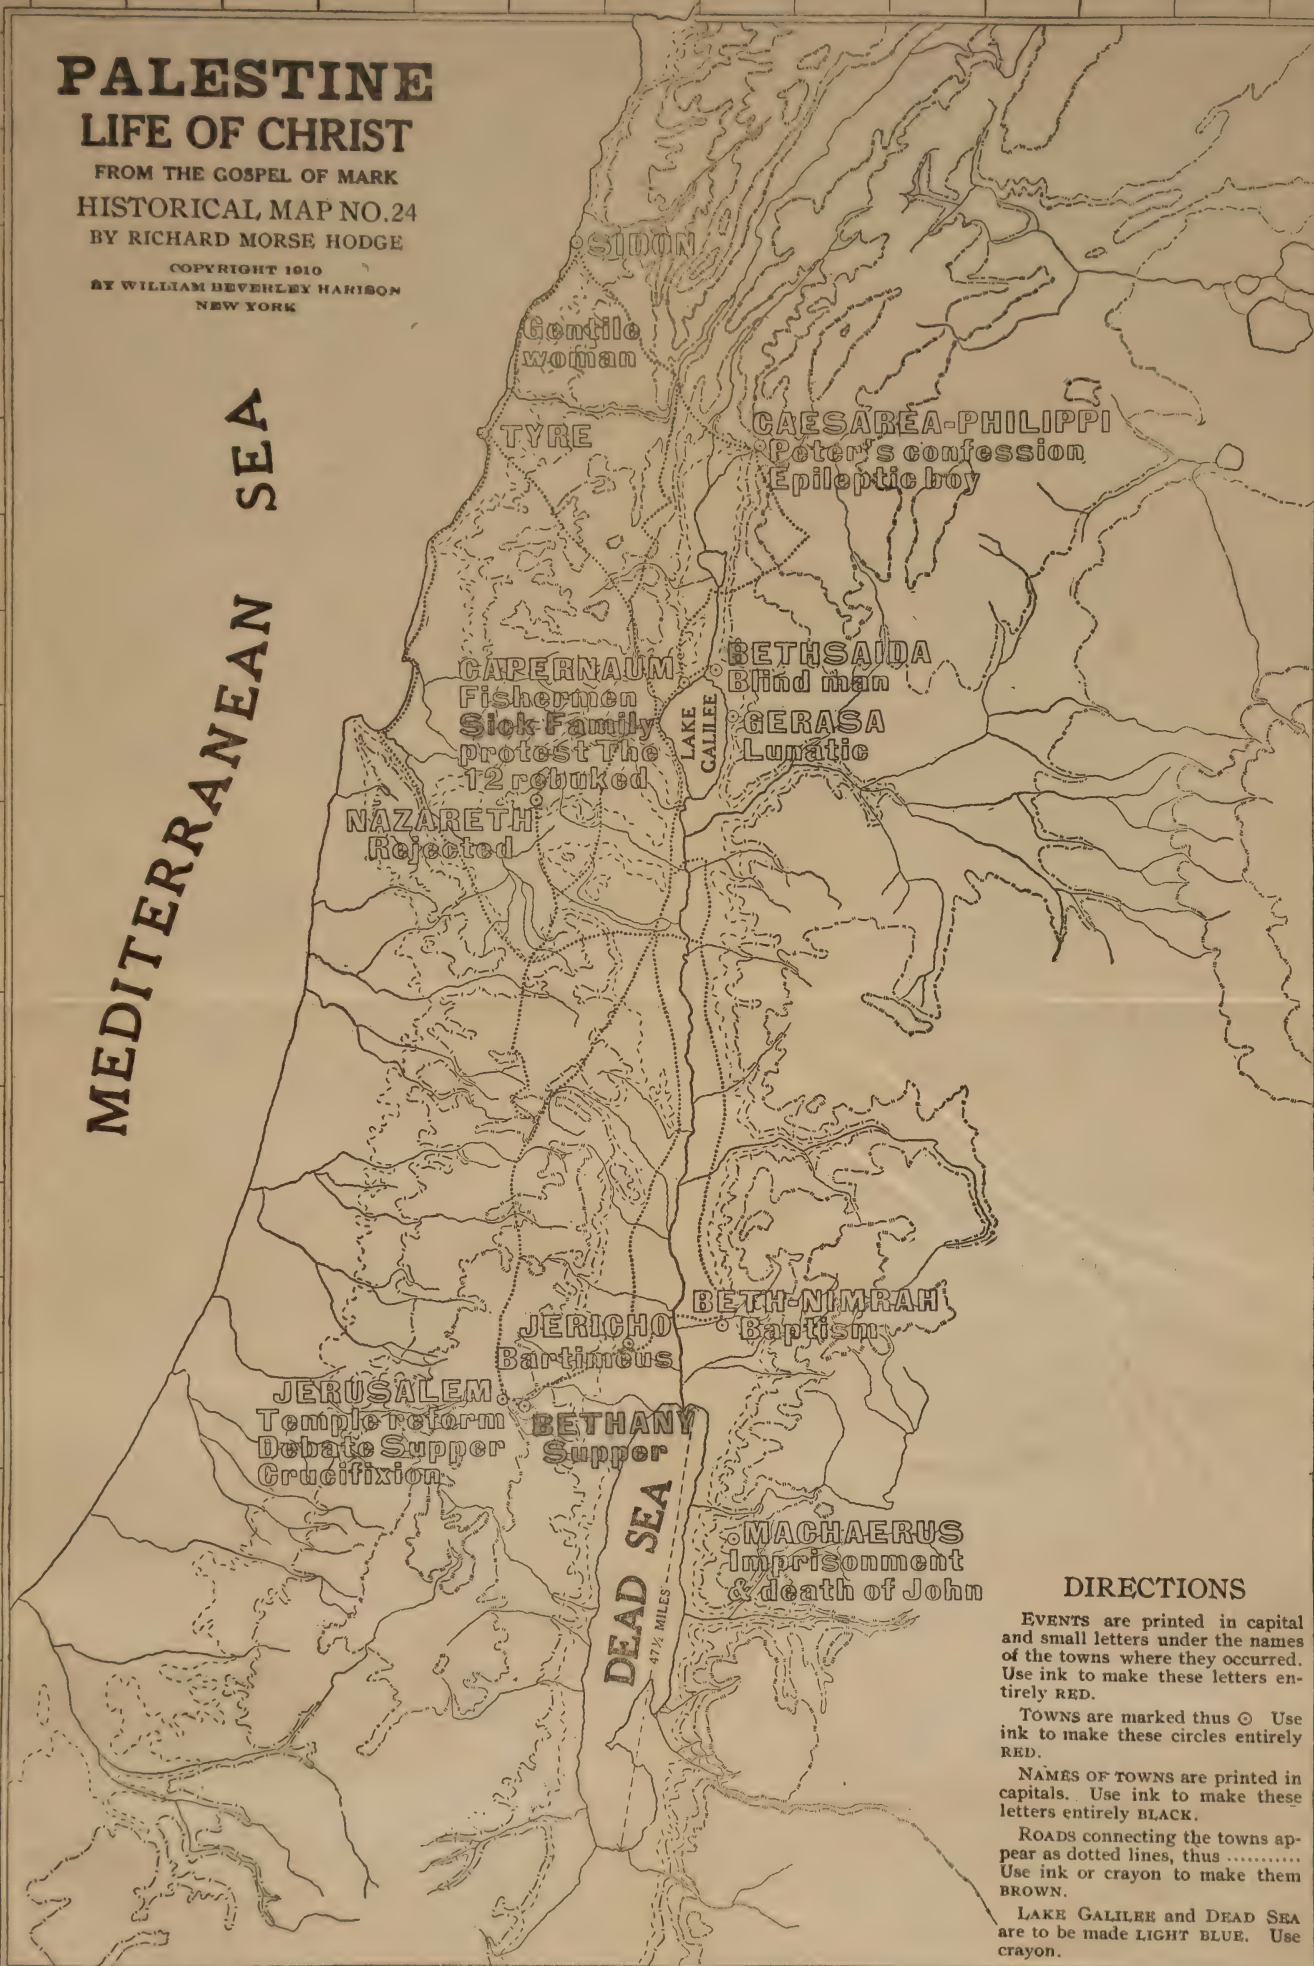 PALESTINE
LIFE OF CHRIST
FROM THE GOSPEL OF MARK
HISTORICAL MAP NO.24
BY RICHARD MORSE HODGE
COPYRIGHT 1910
BY WILLIAM BEVERLEY HARISON
NEW YORK
MEDITERRANEAN SEA
SIDON
Gentile
woman
TYRE
CAESAREA-PHILIPPI
Peter's confession
Epileptic boy
CAPERNAUM
Fishermen
Sick Family
protest The
12 rebuked
BETHSAIDA
Blind man
LAKE
GALILEE
GERASA
Lunatic
NAZARETH
Rejected
BETH-NIMRAH
Baptism
JERICHO
Bartimeus
JERUSALEM
Temple reform
Debate Supper
Crucifixion
BETHANY
Supper
DEAD SEA
47½ MILES
MACHAERUS
Imprisonment
& death of John
DIRECTIONS
EVENTS are printed in capital
and small letters under the names
of the towns where they occurred.
Use ink to make these letters en-
tirely RED.
TOWNS are marked thus ⊙ Use
ink to make these circles entirely
RED.
NAMES OF TOWNS are printed in
capitals. Use ink to make these
letters entirely BLACK.
ROADS connecting the towns ap-
pear as dotted lines, thus ...........
Use ink or crayon to make them
BROWN.
LAKE GALILEE and DEAD SEA
are to be made LIGHT BLUE. Use
crayon.